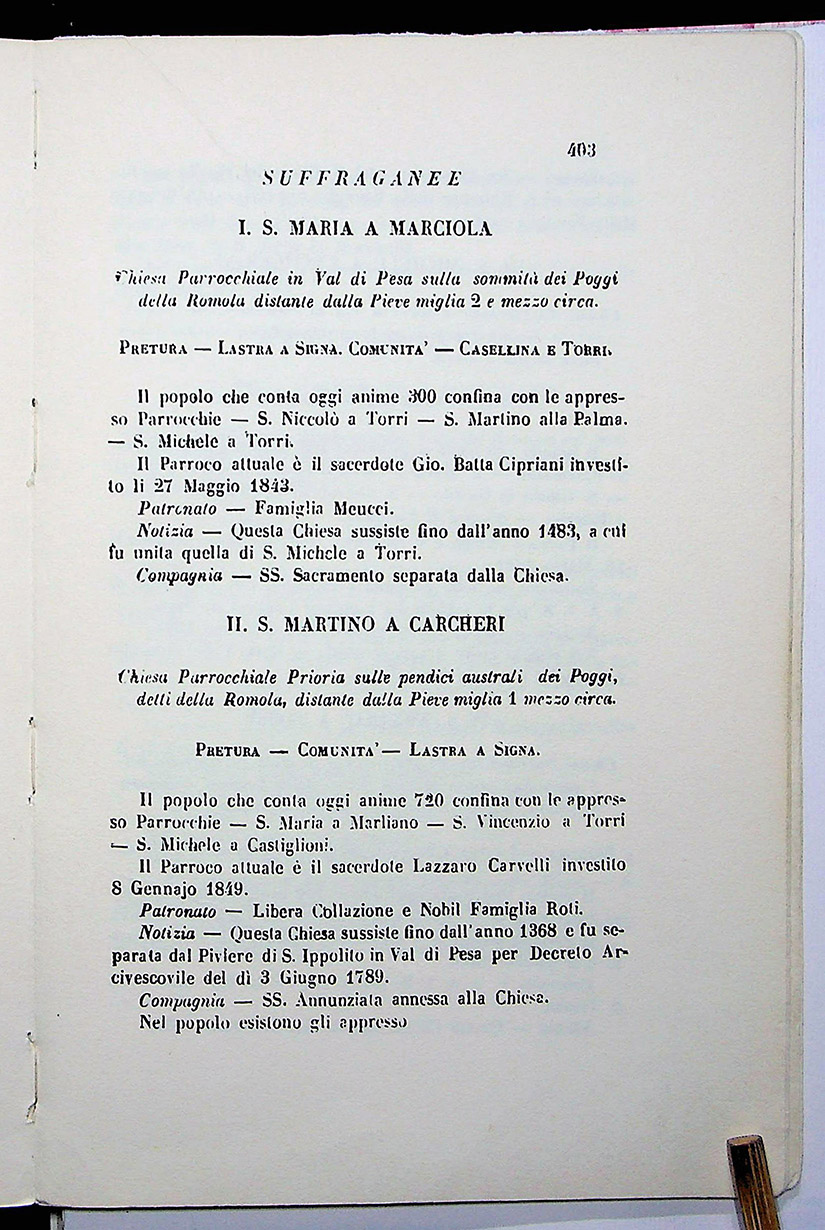 403
SUFFRAGANEE
I. S. MARIA A MARCIOLA
Chiesa Parrocchiale in Val di Pesa sulla sommità dei Poggi
della Romola distante dalla Pieve miglia 2 e mezzo circa.
PRETURA — LASTRA A SIGNA. COMUNITA' — CASELLINA E TORRI.
Il popolo che conta oggi anime 300 confina con le appres-
so Parrocchie — S. Niccolò a Torri — S. Martino alla Palma.
— S. Michele a Torri.
Il Parroco attuale è il sacerdote Gio. Batta Cipriani investi-
to li 27 Maggio 1843.
Patronato — Famiglia Meucci.
Notizia — Questa Chiesa sussiste fino dall'anno 1483, a cui
fu unita quella di S. Michele a Torri.
Compagnia — SS. Sacramento separata dalla Chiesa.
II. S. MARTINO A CARCHERI
Chiesa Parrocchiale Prioria sulle pendici australi dei Poggi,
detti della Romola, distante dalla Pieve miglia 1 mezzo circa.
PRETURA — COMUNITA' — LASTRA A SIGNA.
Il popolo che conta oggi anime 720 confina con le appres-
so Parrocchie — S. Maria a Marliano — S. Vincenzio a Torri
— S. Michele a Castiglioni.
Il Parroco attuale è il sacerdote Lazzaro Carvelli investito
8 Gennajo 1849.
Patronato — Libera Collazione e Nobil Famiglia Roti.
Notizia — Questa Chiesa sussiste fino dall'anno 1368 e fu se-
parata dal Piviere di S. Ippolito in Val di Pesa per Decreto Ar-
civescovile del dì 3 Giugno 1789.
Compagnia — SS. Annunziata annessa alla Chiesa.
Nel popolo esistono gli appresso